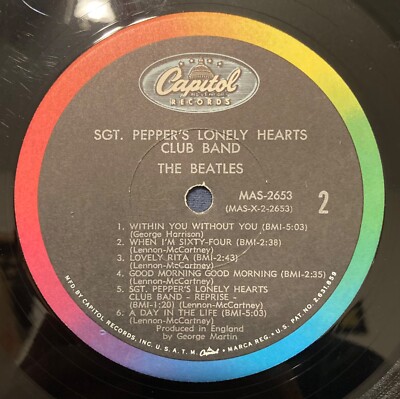 Capitol
RECORDS
SGT. PEPPER'S LONELY HEARTS
CLUB BAND
THE BEATLES
MAS-2653
(MAS-X-2-2653)
2
1. WITHIN YOU WITHOUT YOU (BMI-5:03)
(George Harrison)
2. WHEN I'M SIXTY-FOUR (BMI-2:38)
(Lennon-McCartney)
3. LOVELY RITA (BMI-2:43)
(Lennon-McCartney)
4. GOOD MORNING GOOD MORNING (BMI-2:35)
(Lennon-McCartney)
5. SGT. PEPPER'S LONELY HEARTS
CLUB BAND - REPRISE -
(BMI-1:20) (Lennon-McCartney)
6. A DAY IN THE LIFE (BMI-5:03)
(Lennon-McCartney)
Produced in England
by George Martin
MFD. BY CAPITOL RECORDS, INC. U.S.A. T.M. Capitol MARCA REG. U.S. PAT. NO. 2,631,859